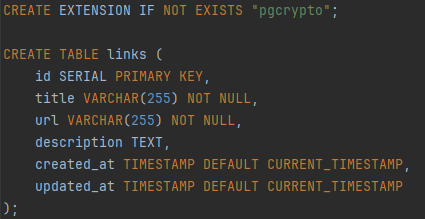 CREATE EXTENSION IF NOT EXISTS "pgcrypto";

CREATE TABLE links (
    id SERIAL PRIMARY KEY,
    title VARCHAR(255) NOT NULL,
    url VARCHAR(255) NOT NULL,
    description TEXT,
    created_at TIMESTAMP DEFAULT CURRENT_TIMESTAMP,
    updated_at TIMESTAMP DEFAULT CURRENT_TIMESTAMP
);